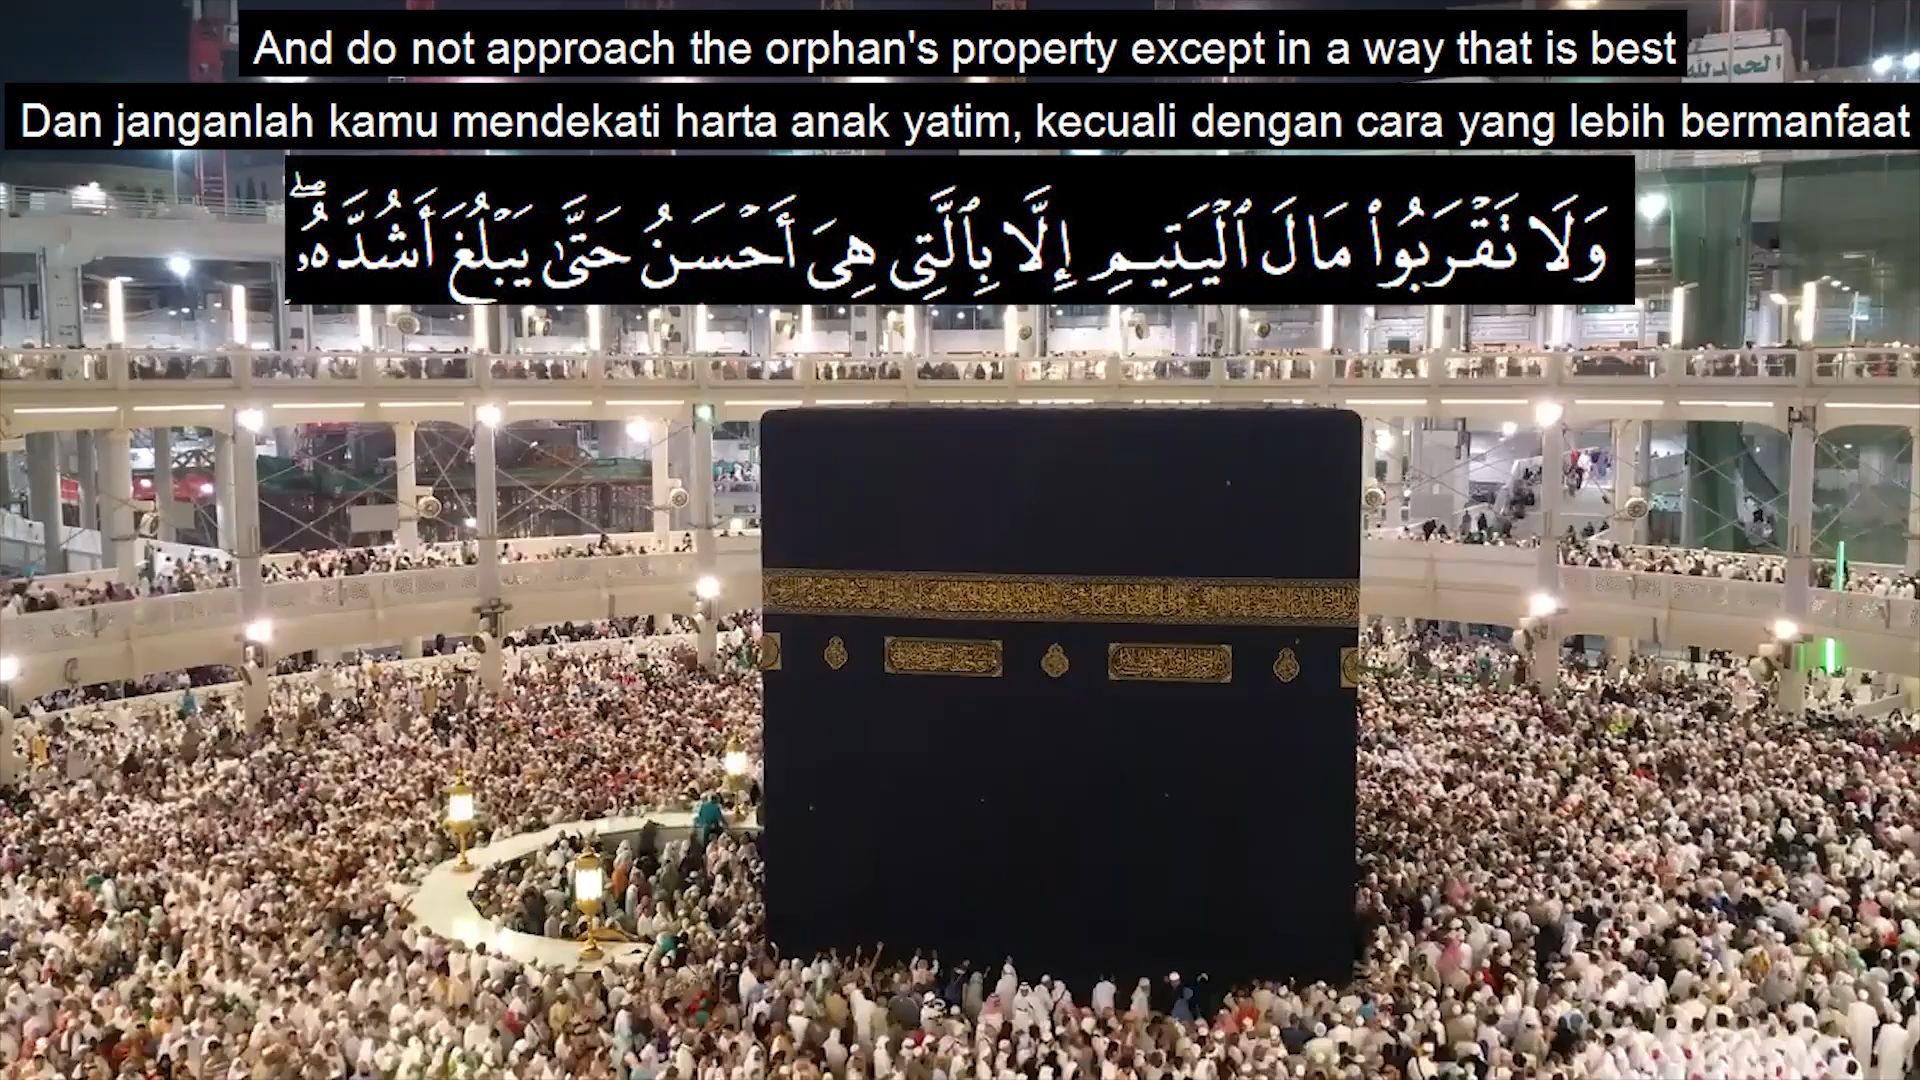 And do not approach the orphan's property except in a way that is best
الحمدلله
Dan janganlah kamu mendekati harta anak yatim, kecuali dengan cara yang lebih bermanfaat
وَلَا تَقۡرَبُواْ مَالَ ٱلۡيَتِيمِ إِلَّا بِٱلَّتِي هِيَ أَحۡسَنُ حَتَّىٰ يَبۡلُغَ أَشُدَّهُۥۖ